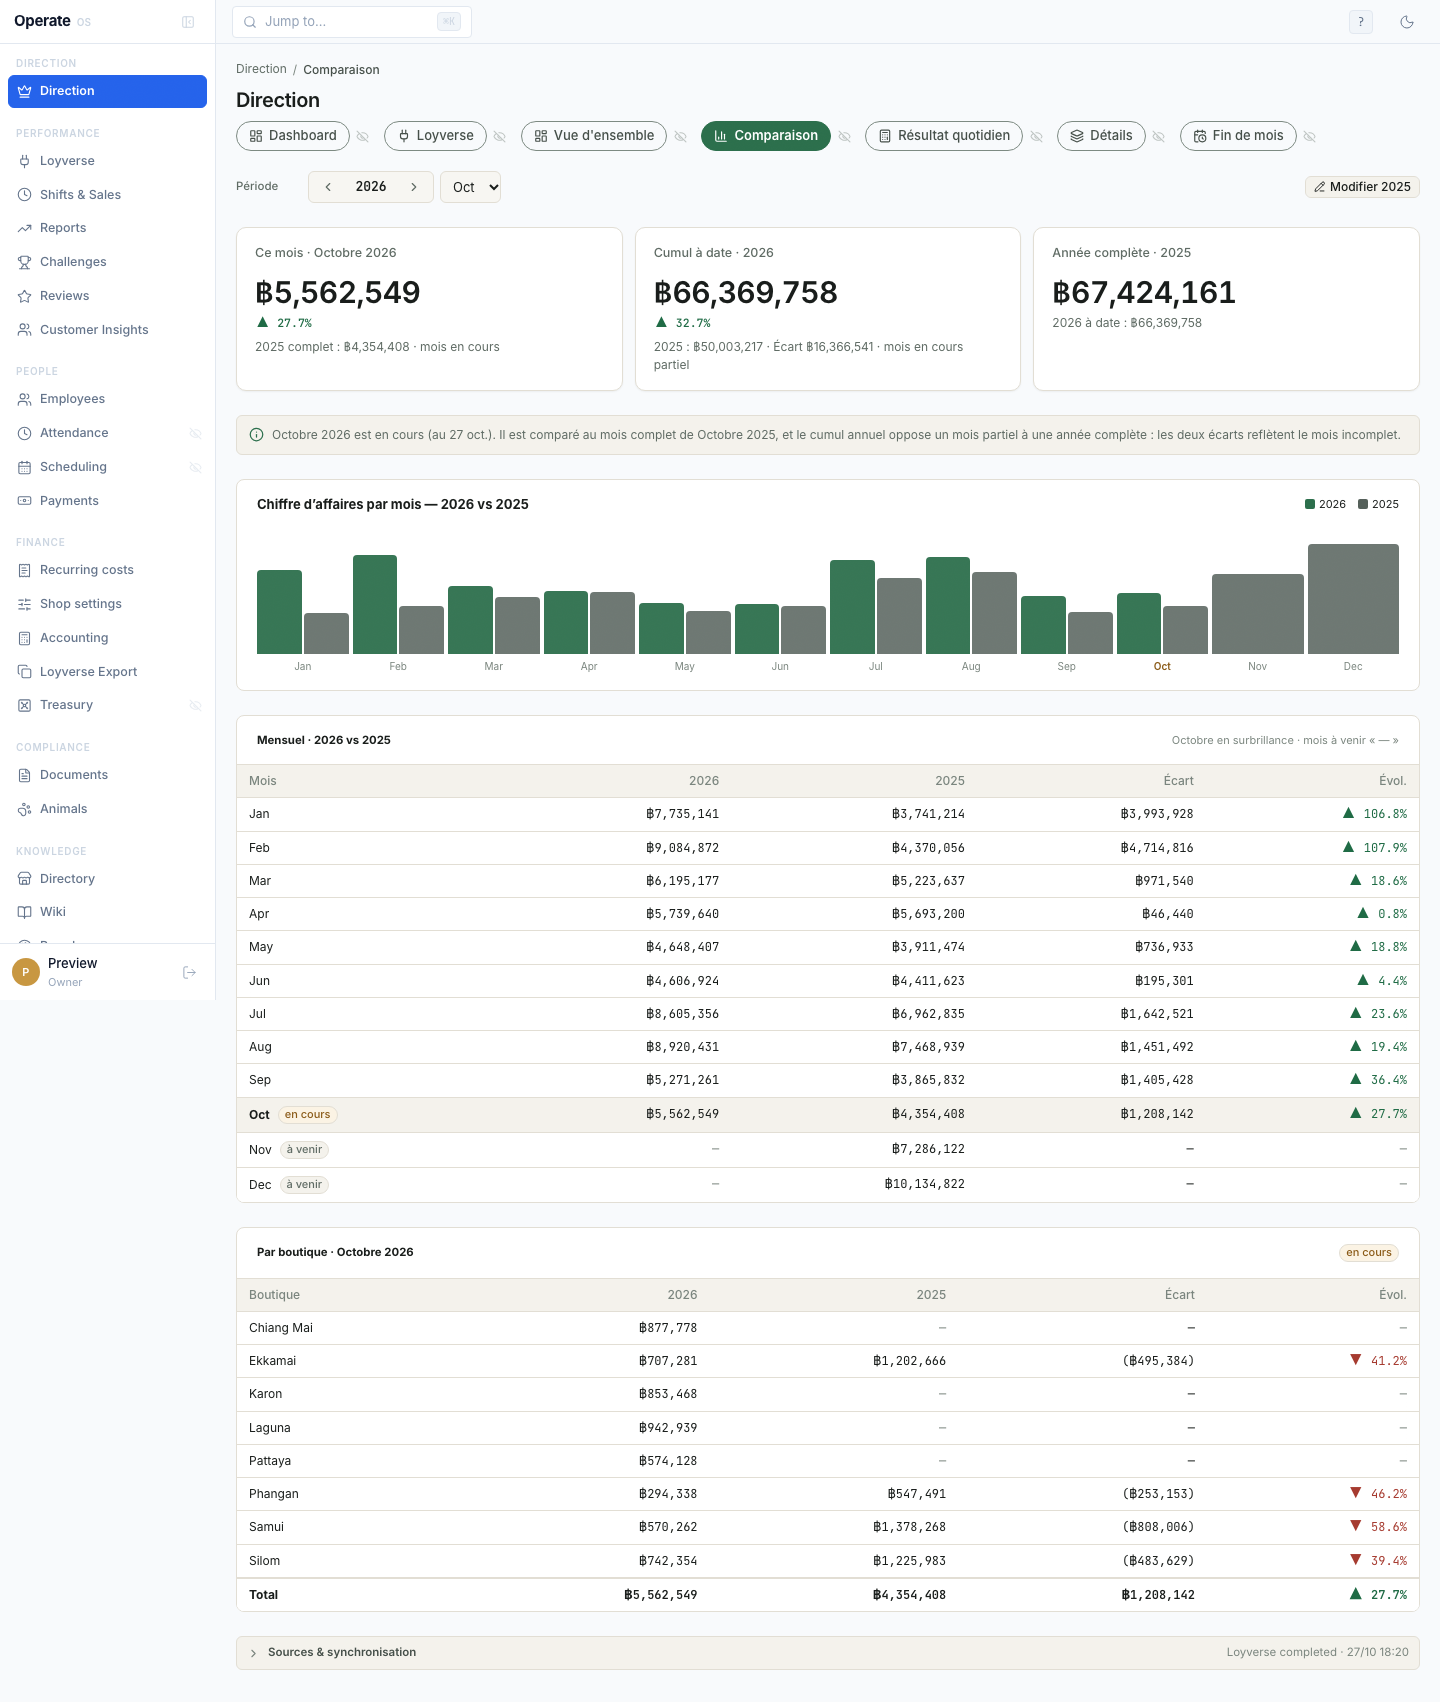 Operate OS
Jump to... ⌘K
?
DIRECTION
Direction
PERFORMANCE
Loyverse
Shifts & Sales
Reports
Challenges
Reviews
Customer Insights
PEOPLE
Employees
Attendance
Scheduling
Payments
FINANCE
Recurring costs
Shop settings
Accounting
Loyverse Export
Treasury
COMPLIANCE
Documents
Animals
KNOWLEDGE
Directory
Wiki
P
Preview
Owner
Direction / Comparaison
Direction
Dashboard Loyverse Vue d'ensemble Comparaison Résultat quotidien Détails Fin de mois
Période 2026 Oct Modifier 2025
Ce mois · Octobre 2026
฿5,562,549
▲ 27.7%
2025 complet : ฿4,354,408 · mois en cours
Cumul à date · 2026
฿66,369,758
▲ 32.7%
2025 : ฿50,003,217 · Écart ฿16,366,541 · mois en cours
partiel
Année complète · 2025
฿67,424,161
2026 à date : ฿66,369,758
Octobre 2026 est en cours (au 27 oct.). Il est comparé au mois complet de Octobre 2025, et le cumul annuel oppose un mois partiel à une année complète : les deux écarts reflètent le mois incomplet.
Chiffre d’affaires par mois — 2026 vs 2025 2026 2025
Jan Feb Mar Apr May Jun Jul Aug Sep Oct Nov Dec
Mensuel · 2026 vs 2025 Octobre en surbrillance · mois à venir « — »
Mois 2026 2025 Écart Évol.
Jan ฿7,735,141 ฿3,741,214 ฿3,993,928 ▲ 106.8%
Feb ฿9,084,872 ฿4,370,056 ฿4,714,816 ▲ 107.9%
Mar ฿6,195,177 ฿5,223,637 ฿971,540 ▲ 18.6%
Apr ฿5,739,640 ฿5,693,200 ฿46,440 ▲ 0.8%
May ฿4,648,407 ฿3,911,474 ฿736,933 ▲ 18.8%
Jun ฿4,606,924 ฿4,411,623 ฿195,301 ▲ 4.4%
Jul ฿8,605,356 ฿6,962,835 ฿1,642,521 ▲ 23.6%
Aug ฿8,920,431 ฿7,468,939 ฿1,451,492 ▲ 19.4%
Sep ฿5,271,261 ฿3,865,832 ฿1,405,428 ▲ 36.4%
Oct en cours ฿5,562,549 ฿4,354,408 ฿1,208,142 ▲ 27.7%
Nov à venir — ฿7,286,122 — —
Dec à venir — ฿10,134,822 — —
Par boutique · Octobre 2026 en cours
Boutique 2026 2025 Écart Évol.
Chiang Mai ฿877,778 — — —
Ekkamai ฿707,281 ฿1,202,666 (฿495,384) ▼ 41.2%
Karon ฿853,468 — — —
Laguna ฿942,939 — — —
Pattaya ฿574,128 — — —
Phangan ฿294,338 ฿547,491 (฿253,153) ▼ 46.2%
Samui ฿570,262 ฿1,378,268 (฿808,006) ▼ 58.6%
Silom ฿742,354 ฿1,225,983 (฿483,629) ▼ 39.4%
Total ฿5,562,549 ฿4,354,408 ฿1,208,142 ▲ 27.7%
Sources & synchronisation Loyverse completed · 27/10 18:20